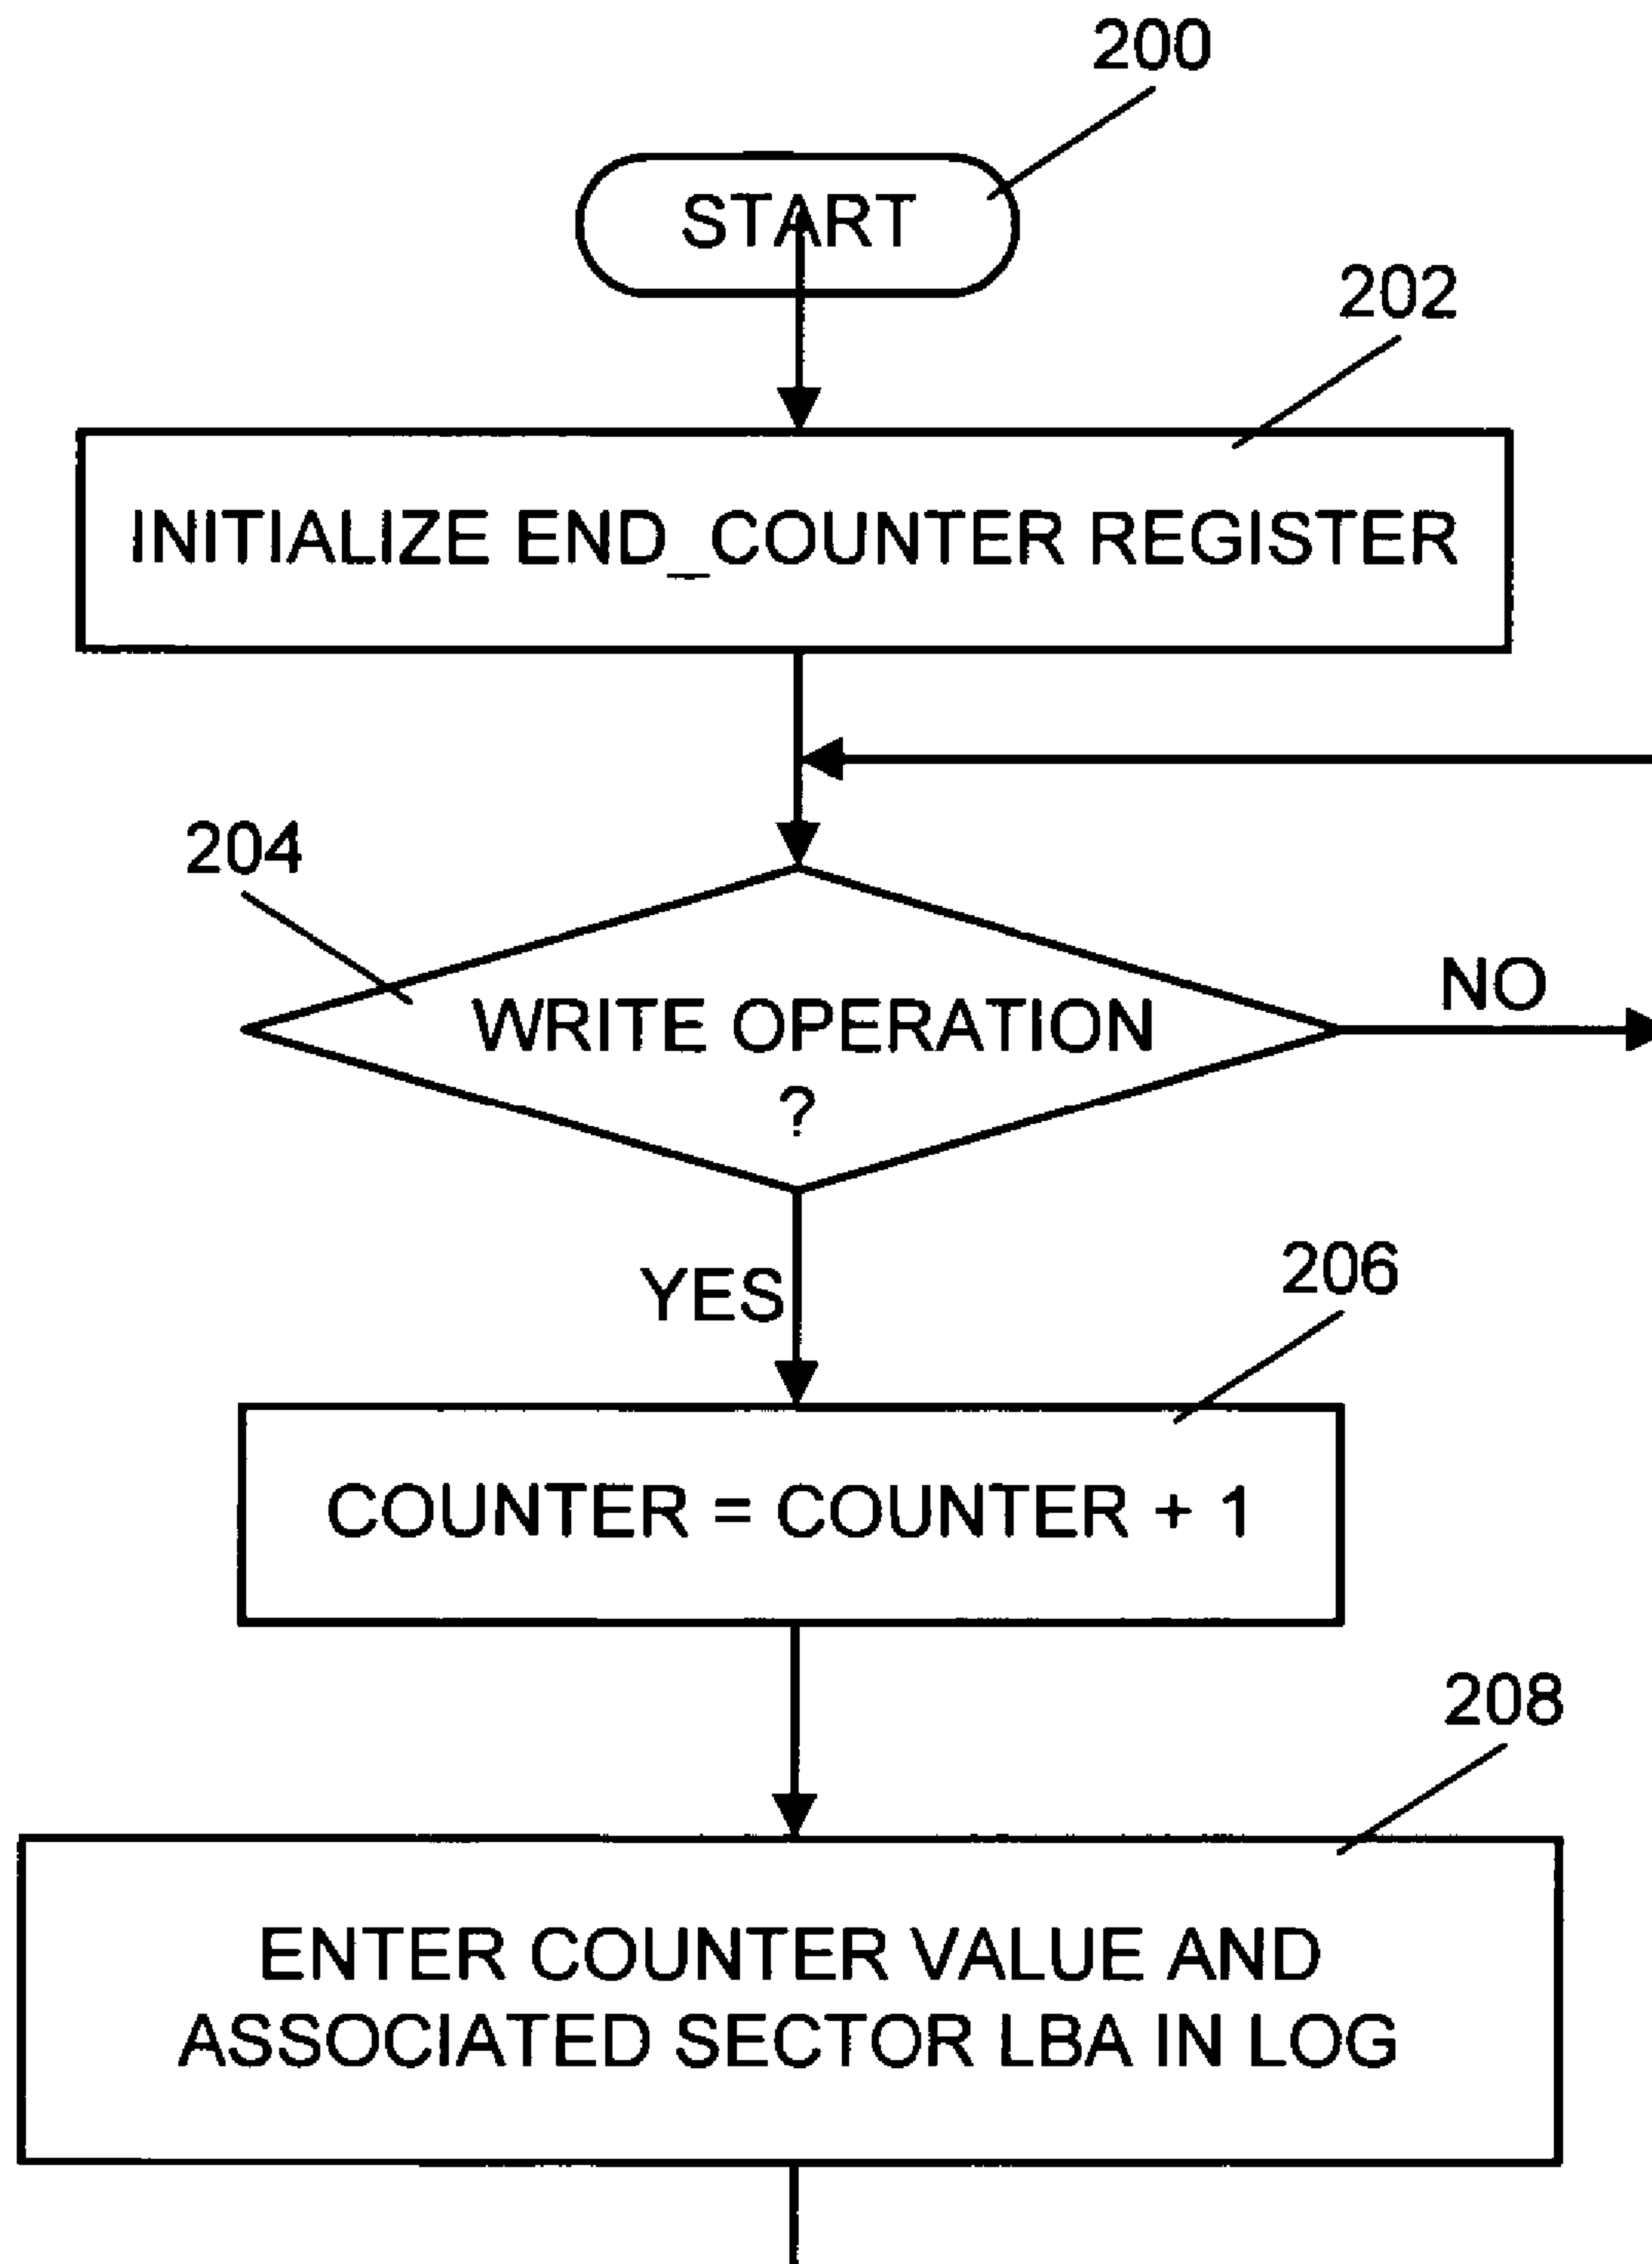 200
START
202
INITIALIZE END_COUNTER REGISTER
204
WRITE OPERATION
?
NO
YES
206
COUNTER = COUNTER + 1
208
ENTER COUNTER VALUE AND
ASSOCIATED SECTOR LBA IN LOG